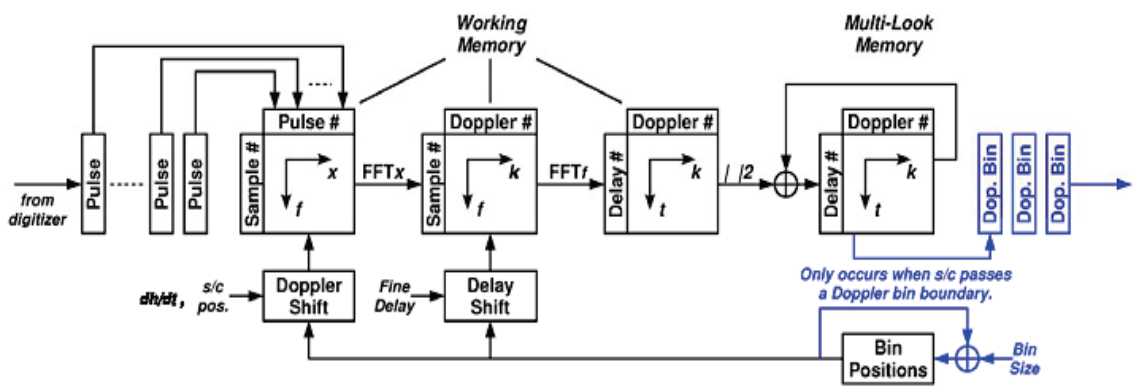 Working
Memory
Multi-Look
Memory
Pulse #
Doppler #
Doppler #
Doppler #
from
digitizer
Pulse
Pulse
Pulse
Sample #
x
f
FFTx
Sample #
k
f
FFTf
Delay #
k
t
| |2
Delay #
k
t
Dop. Bin
Dop. Bin
Dop. Bin
dh/dt,
s/c
pos.
Doppler
Shift
Fine
Delay
Delay
Shift
Only occurs when s/c passes
a Doppler bin boundary.
Bin
Positions
Bin
Size